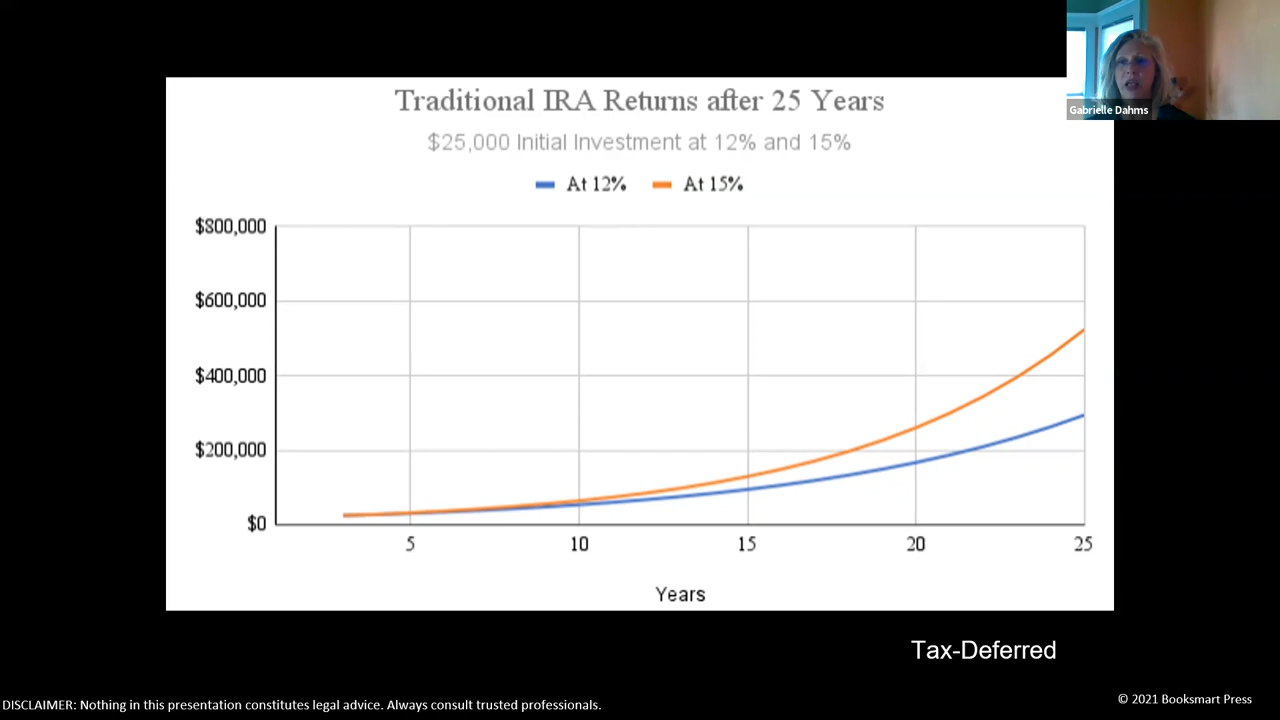 Gabrielle Dahms
Traditional IRA Returns after 25 Years
$25,000 Initial Investment at 12% and 15%
At 12% At 15%
$800,000
$600,000
$400,000
$200,000
$0
5 10 15 20 25
Years
Tax-Deferred
DISCLAIMER: Nothing in this presentation constitutes legal advice. Always consult trusted professionals.
© 2021 Booksmart Press